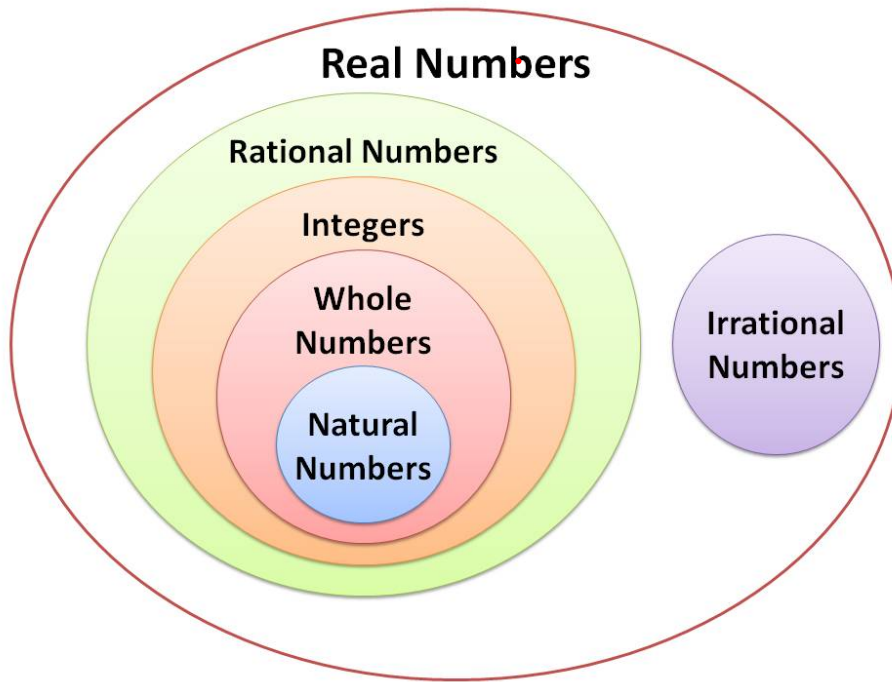 Real Numbers
Rational Numbers
Integers
Whole
Numbers
Natural
Numbers
Irrational
Numbers